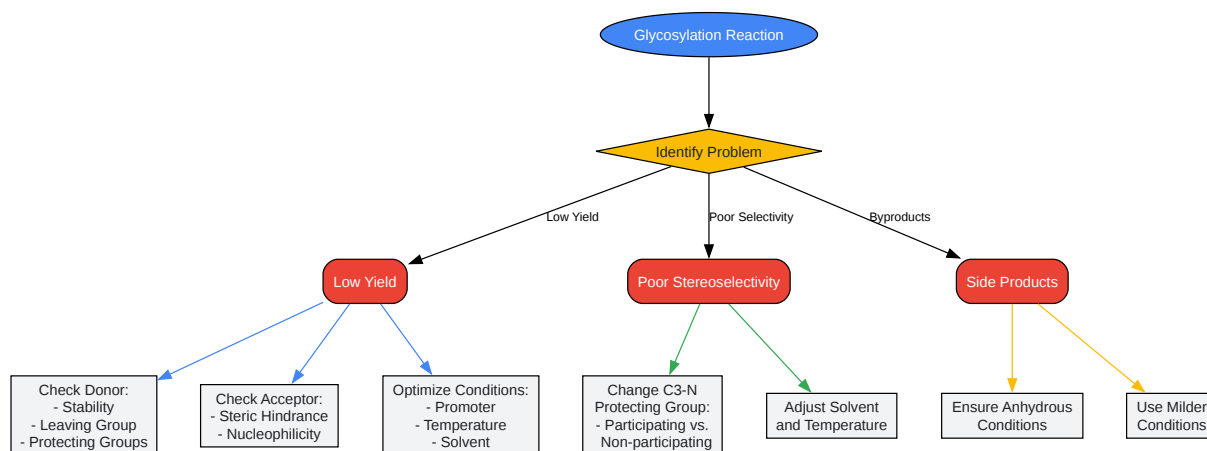 Glycosylation Reaction
Identify Problem
Low Yield
Poor Selectivity
Byproducts
Low Yield
Poor Stereoselectivity
Side Products
Check Donor:
- Stability
- Leaving Group
- Protecting Groups
Check Acceptor:
- Steric Hindrance
- Nucleophilicity
Optimize Conditions:
- Promoter
- Temperature
- Solvent
Change C3-N
Protecting Group:
- Participating vs.
Non-participating
Adjust Solvent
and Temperature
Ensure Anhydrous
Conditions
Use Milder
Conditions